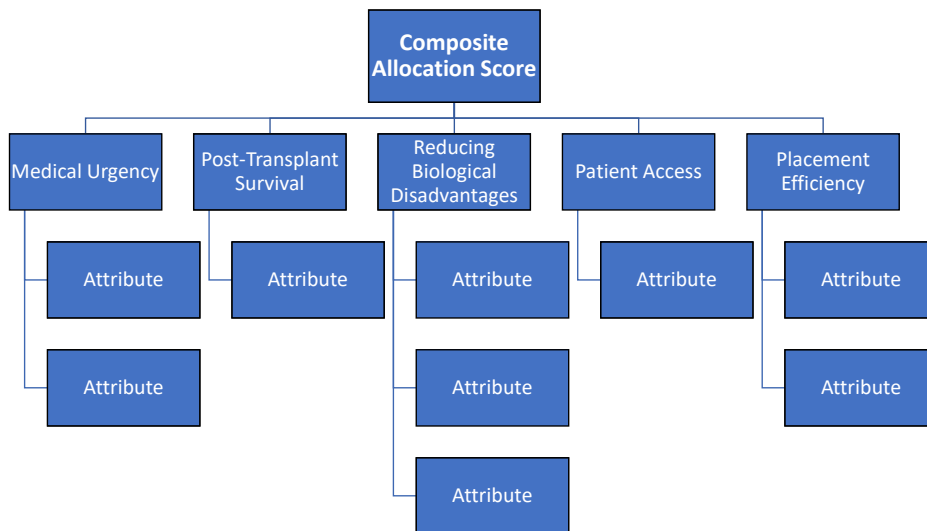 Composite
Allocation Score
Medical Urgency
Post-Transplant
Survival
Reducing
Biological
Disadvantages
Patient Access
Placement
Efficiency
Attribute
Attribute
Attribute
Attribute
Attribute
Attribute
Attribute
Attribute
Attribute